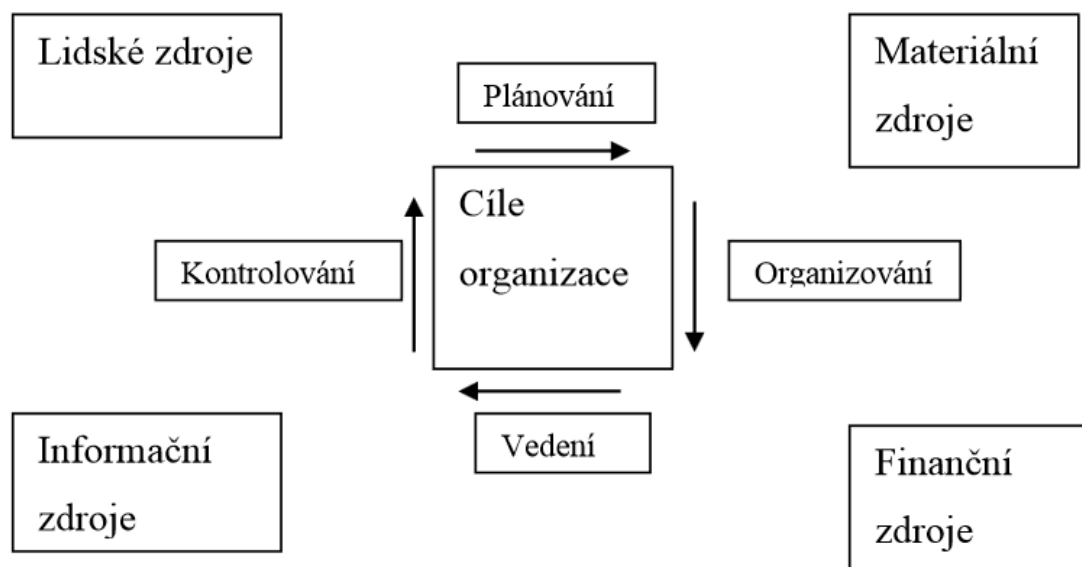 Lidské zdroje
Materiální
zdroje
Plánování
Cíle
organizace
Kontrolování
Organizování
Vedení
Informační
zdroje
Finanční
zdroje